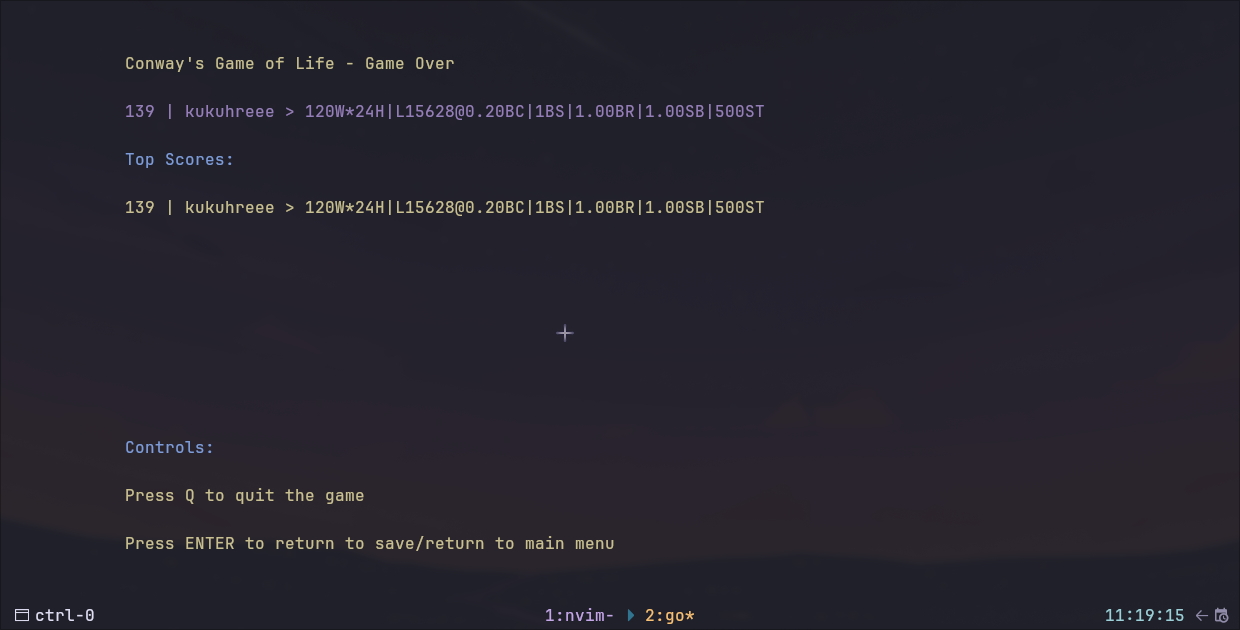 Conway's Game of Life - Game Over
139 | kukuhreee > 120W*24H|L15628@0.20BC|1BS|1.00BR|1.00SB|500ST
Top Scores:
139 | kukuhreee > 120W*24H|L15628@0.20BC|1BS|1.00BR|1.00SB|500ST
Controls:
Press Q to quit the game
Press ENTER to return to save/return to main menu
ctrl-0 1:nvim- 2:go* 11:19:15